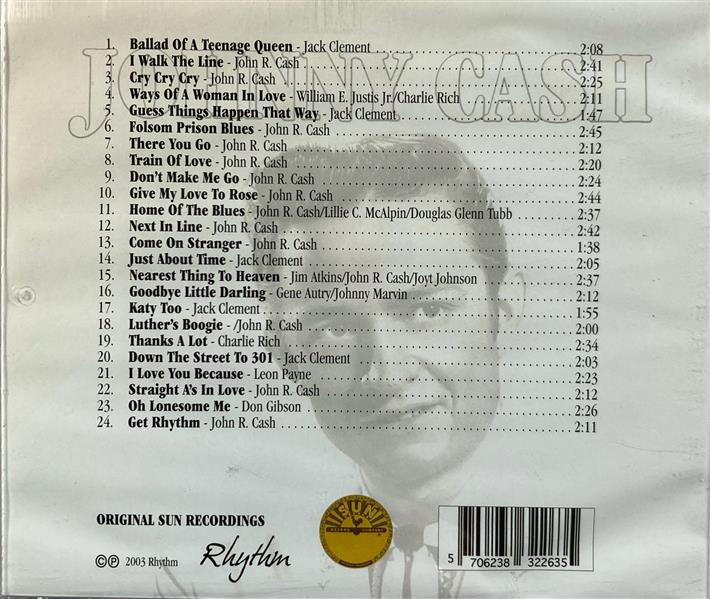 JOHNNY CASH
1. Ballad Of A Teenage Queen - Jack Clement 2:08
2. I Walk The Line - John R. Cash 2:41
3. Cry Cry Cry - John R. Cash 2:25
4. Ways Of A Woman In Love - William E. Justis Jr./Charlie Rich 2:11
5. Guess Things Happen That Way - Jack Clement 1:47
6. Folsom Prison Blues - John R. Cash 2:45
7. There You Go - John R. Cash 2:12
8. Train Of Love - John R. Cash 2:20
9. Don't Make Me Go - John R. Cash 2:24
10. Give My Love To Rose - John R. Cash 2:44
11. Home Of The Blues - John R. Cash/Lillie C. McAlpin/Douglas Glenn Tubb 2:37
12. Next In Line - John R. Cash 2:42
13. Come On Stranger - John R. Cash 1:38
14. Just About Time - Jack Clement 2:05
15. Nearest Thing To Heaven - Jim Atkins/John R. Cash/Joyt Johnson 2:37
16. Goodbye Little Darling - Gene Autry/Johnny Marvin 2:12
17. Katy Too - Jack Clement 1:55
18. Luther's Boogie - /John R. Cash 2:00
19. Thanks A Lot - Charlie Rich 2:34
20. Down The Street To 301 - Jack Clement 2:03
21. I Love You Because - Leon Payne 2:23
22. Straight A's In Love - John R. Cash 2:12
23. Oh Lonesome Me - Don Gibson 2:26
24. Get Rhythm - John R. Cash 2:11
ORIGINAL SUN RECORDINGS
©℗ 2003 Rhythm
Rhythm
SUN
RECORD COMPANY
5 706238 322635